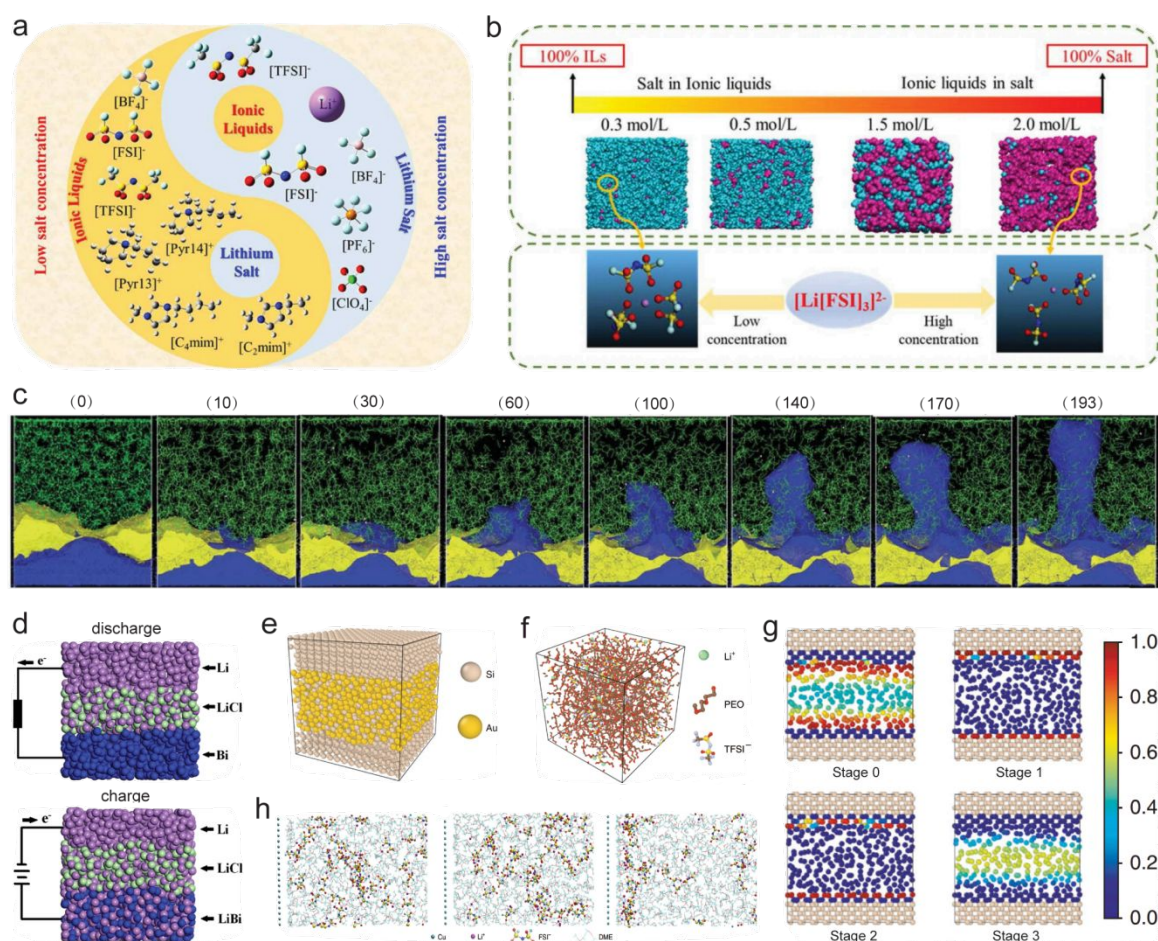 a
[TFSI]-
[BF4]-
Ionic
Liquids
Li+
[FSI]-
[FSI]-
[BF4]-
[TFSI]-
[Pyr14]+
[PF6]-
[Pyr13]+
Lithium
Salt
[ClO4]-
[C4mim]+
[C2mim]+
Low salt concentration
Ionic Liquids
Lithium Salt
High salt concentration
b
100% ILs
100% Salt
Salt in Ionic liquids
Ionic liquids in salt
0.3 mol/L
0.5 mol/L
1.5 mol/L
2.0 mol/L
[Li[FSI]3]2-
Low
concentration
High
concentration
c
(0)
(10)
(30)
(60)
(100)
(140)
(170)
(193)
d
discharge
e-
Li
LiCl
Bi
charge
e-
Li
LiCl
LiBi
e
Si
Au
f
Li+
PEO
TFSI-
g
Stage 0
Stage 1
Stage 2
Stage 3
1.0
0.8
0.6
0.4
0.2
0.0
h
Cu
Li+
FSI-
DME